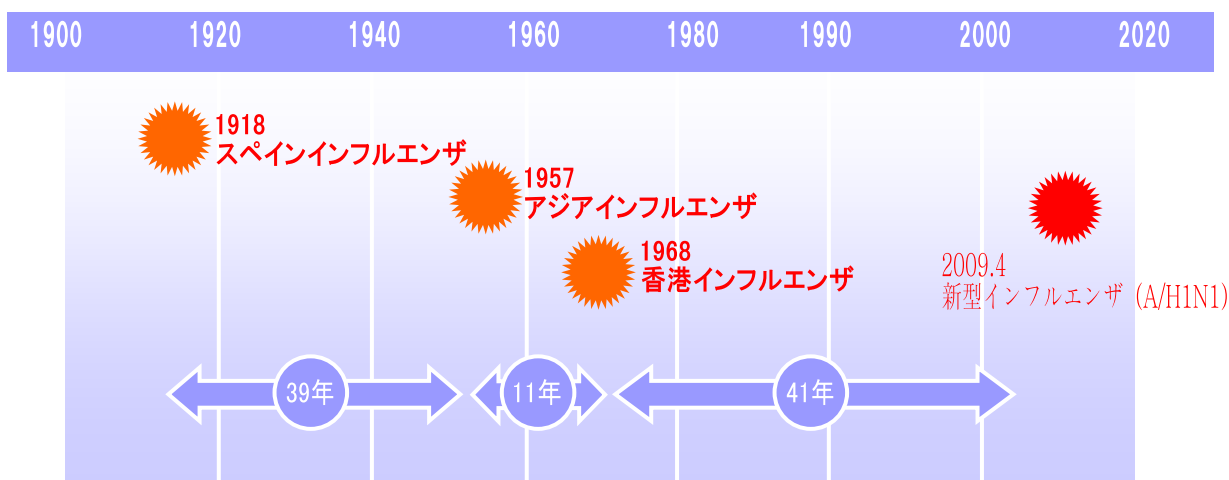 1900 1920 1940 1960 1980 1990 2000 2020
1918
スペインインフルエンザ
1957
アジアインフルエンザ
1968
香港インフルエンザ
2009.4
新型インフルエンザ (A/H1N1)
39年 11年 41年